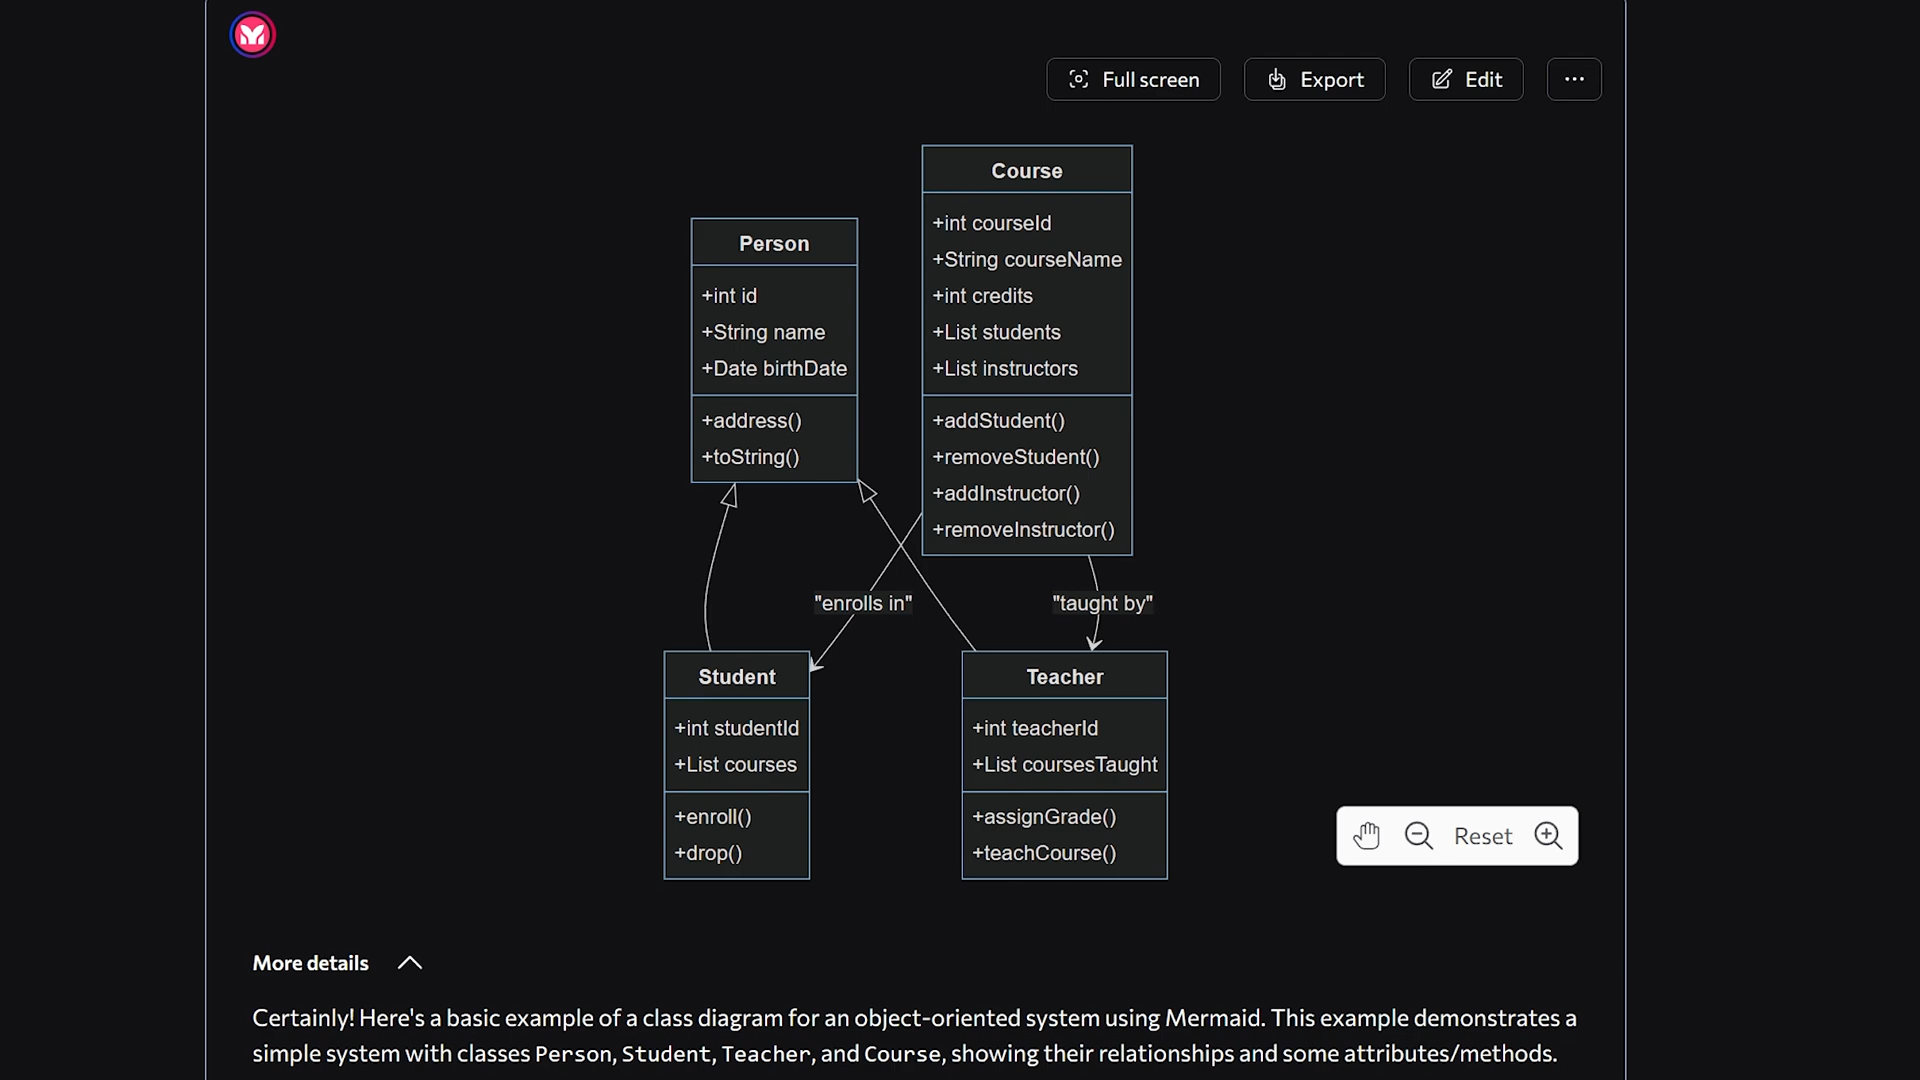 Full screen
Export
Edit
Course
+int courseId
+String courseName
+int credits
+List students
+List instructors
+addStudent()
+removeStudent()
+addInstructor()
+removeInstructor()
Person
+int id
+String name
+Date birthDate
+address()
+toString()
"enrolls in"
"taught by"
Student
+int studentId
+List courses
+enroll()
+drop()
Teacher
+int teacherId
+List coursesTaught
+assignGrade()
+teachCourse()
Reset
More details
Certainly! Here's a basic example of a class diagram for an object-oriented system using Mermaid. This example demonstrates a
simple system with classes Person, Student, Teacher, and Course, showing their relationships and some attributes/methods.